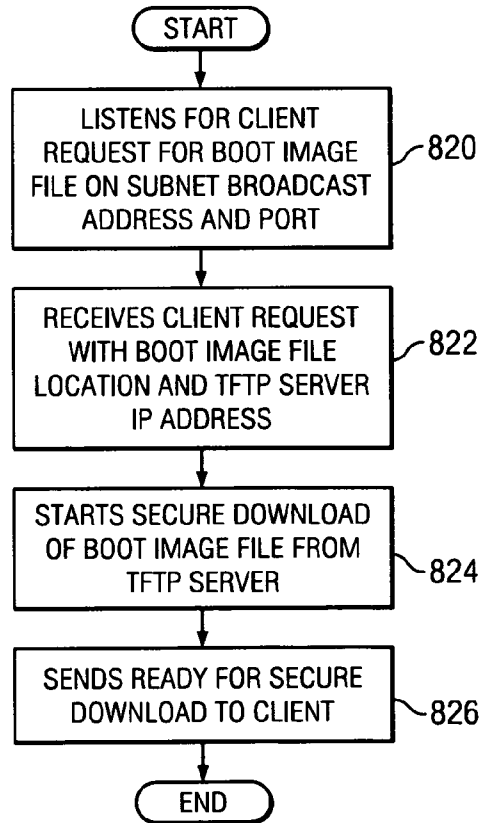 START
LISTENS FOR CLIENT
REQUEST FOR BOOT IMAGE
FILE ON SUBNET BROADCAST
ADDRESS AND PORT
820
RECEIVES CLIENT REQUEST
WITH BOOT IMAGE FILE
LOCATION AND TFTP SERVER
IP ADDRESS
822
STARTS SECURE DOWNLOAD
OF BOOT IMAGE FILE FROM
TFTP SERVER
824
SENDS READY FOR SECURE
DOWNLOAD TO CLIENT
826
END